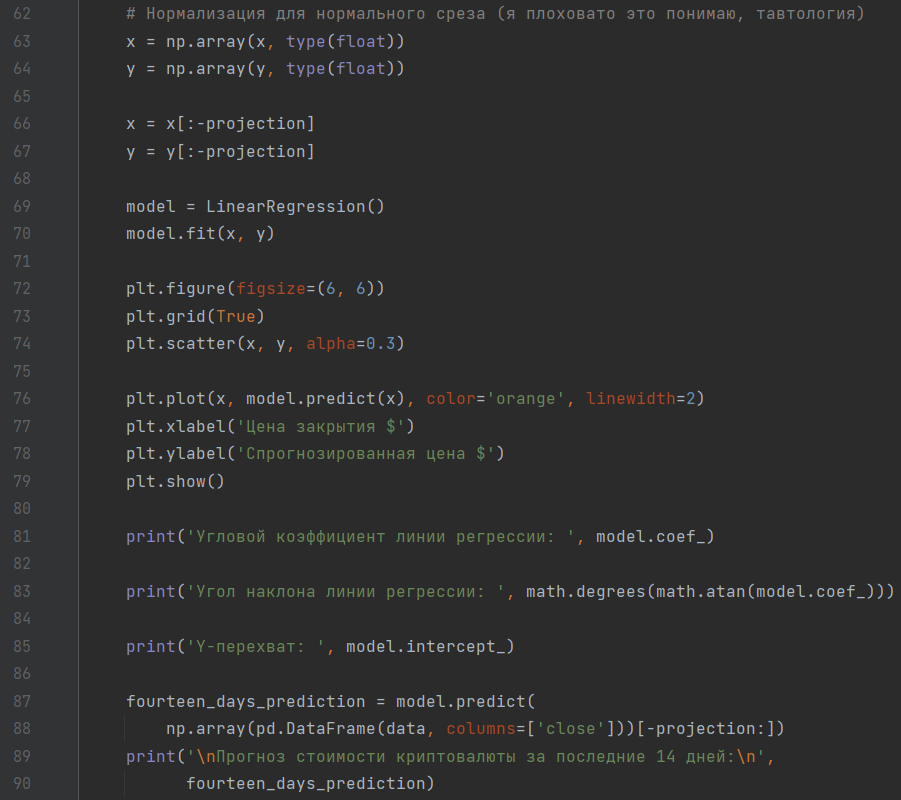 62 # Нормализация для нормального среза (я плоховато это понимаю, тавтология)
63 x = np.array(x, type(float))
64 y = np.array(y, type(float))
65
66 x = x[:-projection]
67 y = y[:-projection]
68
69 model = LinearRegression()
70 model.fit(x, y)
71
72 plt.figure(figsize=(6, 6))
73 plt.grid(True)
74 plt.scatter(x, y, alpha=0.3)
75
76 plt.plot(x, model.predict(x), color='orange', linewidth=2)
77 plt.xlabel('Цена закрытия $')
78 plt.ylabel('Спрогнозированная цена $')
79 plt.show()
80
81 print('Угловой коэффициент линии регрессии: ', model.coef_)
82
83 print('Угол наклона линии регрессии: ', math.degrees(math.atan(model.coef_)))
84
85 print('Y-перехват: ', model.intercept_)
86
87 fourteen_days_prediction = model.predict(
88 np.array(pd.DataFrame(data, columns=['close']))[-projection:])
89 print('\nПрогноз стоимости криптовалюты за последние 14 дней:\n',
90 fourteen_days_prediction)